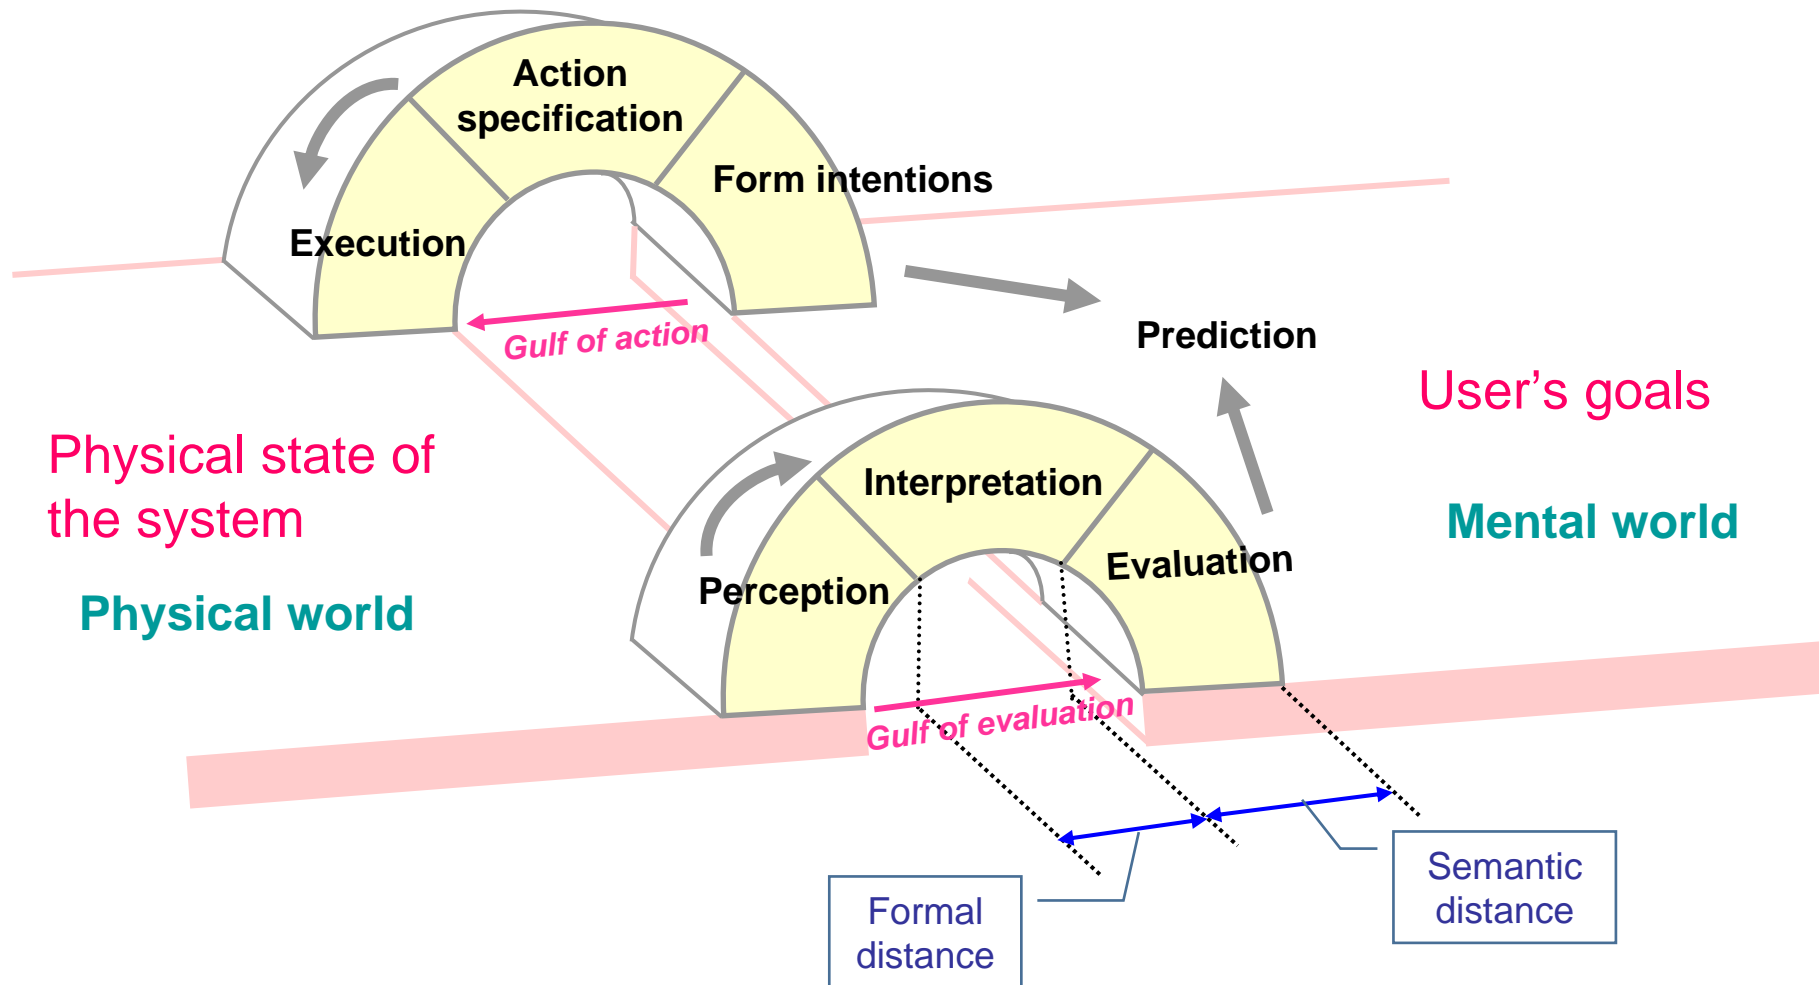 Action
specification
Form intentions
Execution
Gulf of action
Prediction
User’s goals
Physical state of
the system
Interpretation
Mental world
Evaluation
Perception
Physical world
Gulf of evaluation
Semantic
distance
Formal
distance